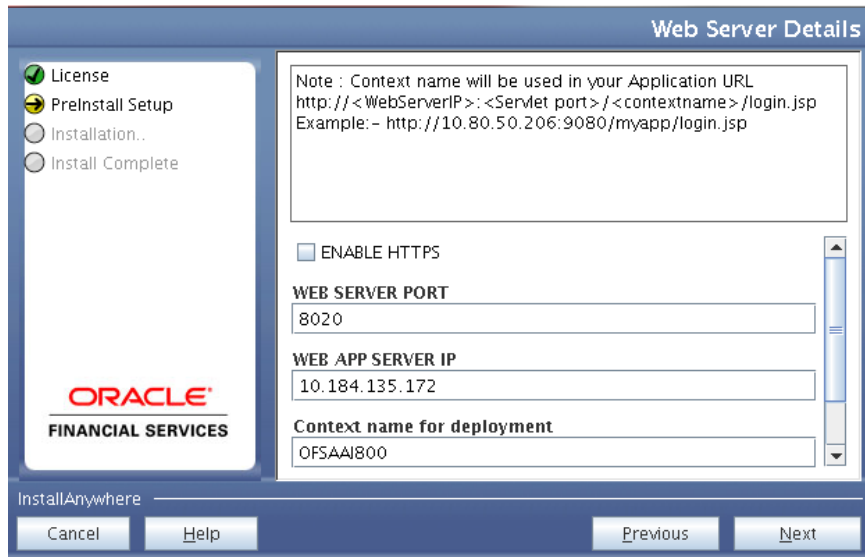 Web Server Details
License
PreInstall Setup
Installation..
Install Complete
ORACLE
FINANCIAL SERVICES
Note : Context name will be used in your Application URL
http://<WebServerIP>:<Servlet port>/<contextname>/login.jsp
Example:- http://10.80.50.206:9080/myapp/login.jsp
ENABLE HTTPS
WEB SERVER PORT
8020
WEB APP SERVER IP
10.184.135.172
Context name for deployment
OFSAAI800
InstallAnywhere
Cancel
Help
Previous
Next